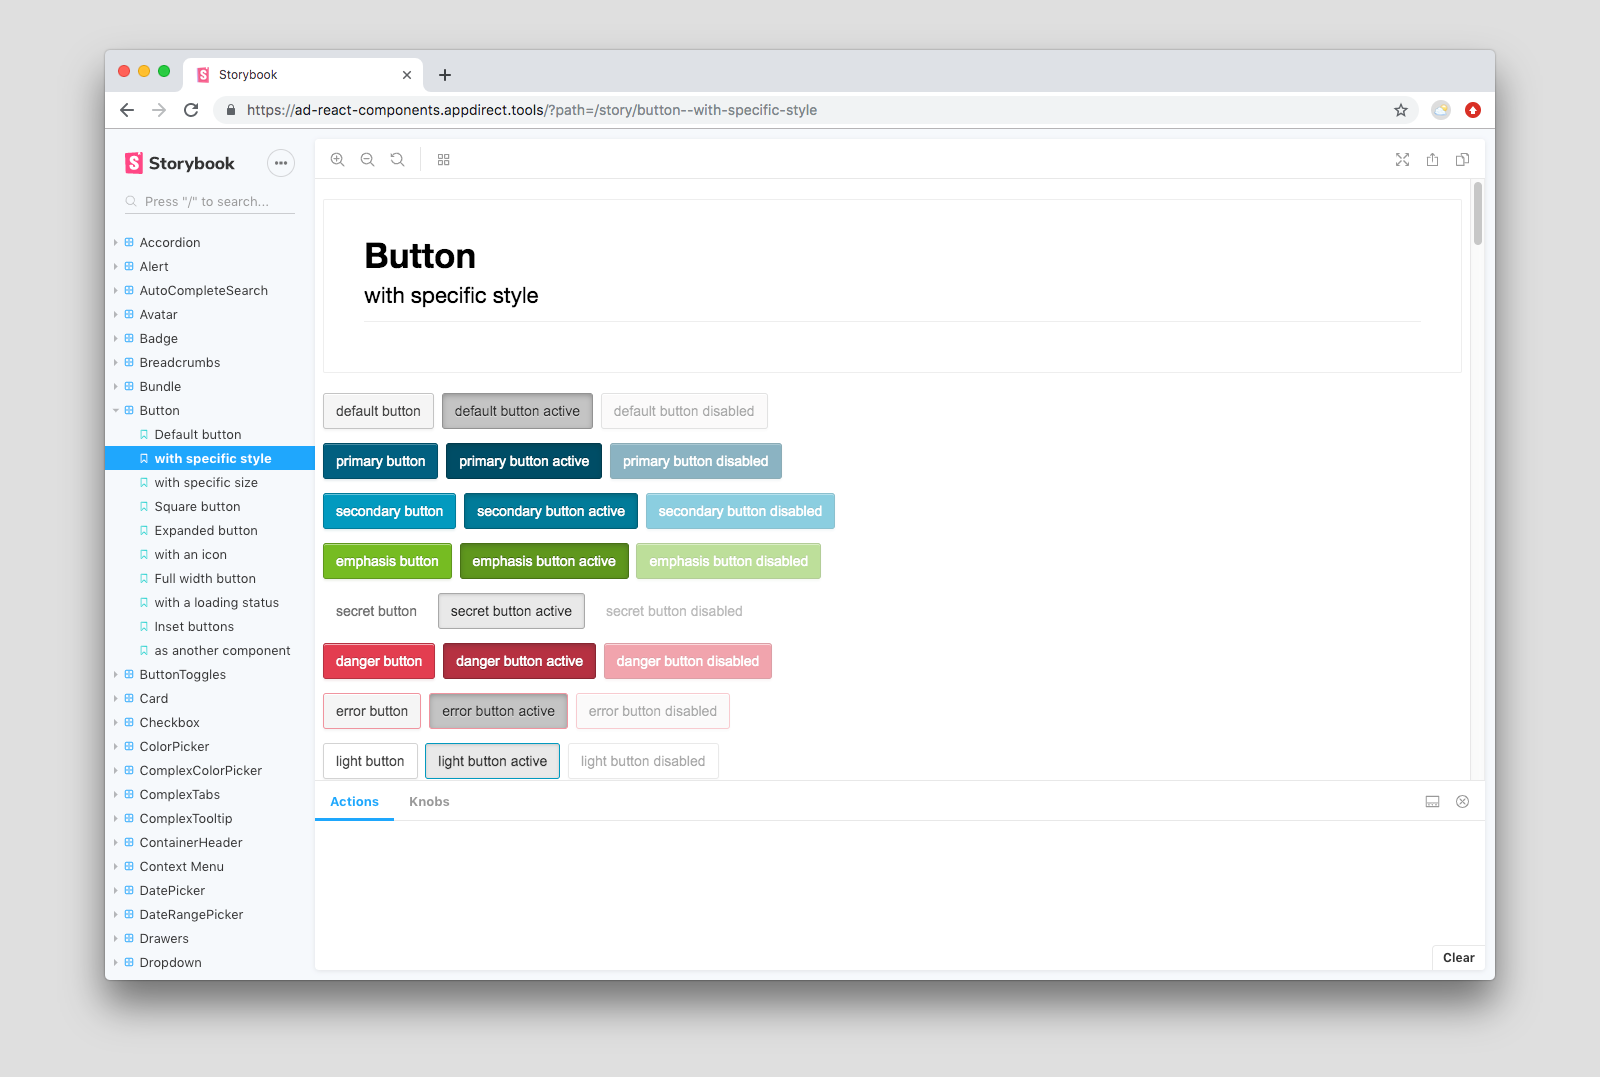 Storybook
https://ad-react-components.appdirect.tools/?path=/story/button--with-specific-style
Storybook
Press "/" to search...
Accordion
Alert
AutoCompleteSearch
Avatar
Badge
Breadcrumbs
Bundle
Button
Default button
with specific style
with specific size
Square button
Expanded button
with an icon
Full width button
with a loading status
Inset buttons
as another component
ButtonToggles
Card
Checkbox
ColorPicker
ComplexColorPicker
ComplexTabs
ComplexTooltip
ContainerHeader
Context Menu
DatePicker
DateRangePicker
Drawers
Dropdown
Button
with specific style
default button default button active default button disabled
primary button primary button active primary button disabled
secondary button secondary button active secondary button disabled
emphasis button emphasis button active emphasis button disabled
secret button secret button active secret button disabled
danger button danger button active danger button disabled
error button error button active error button disabled
light button light button active light button disabled
Actions Knobs
Clear